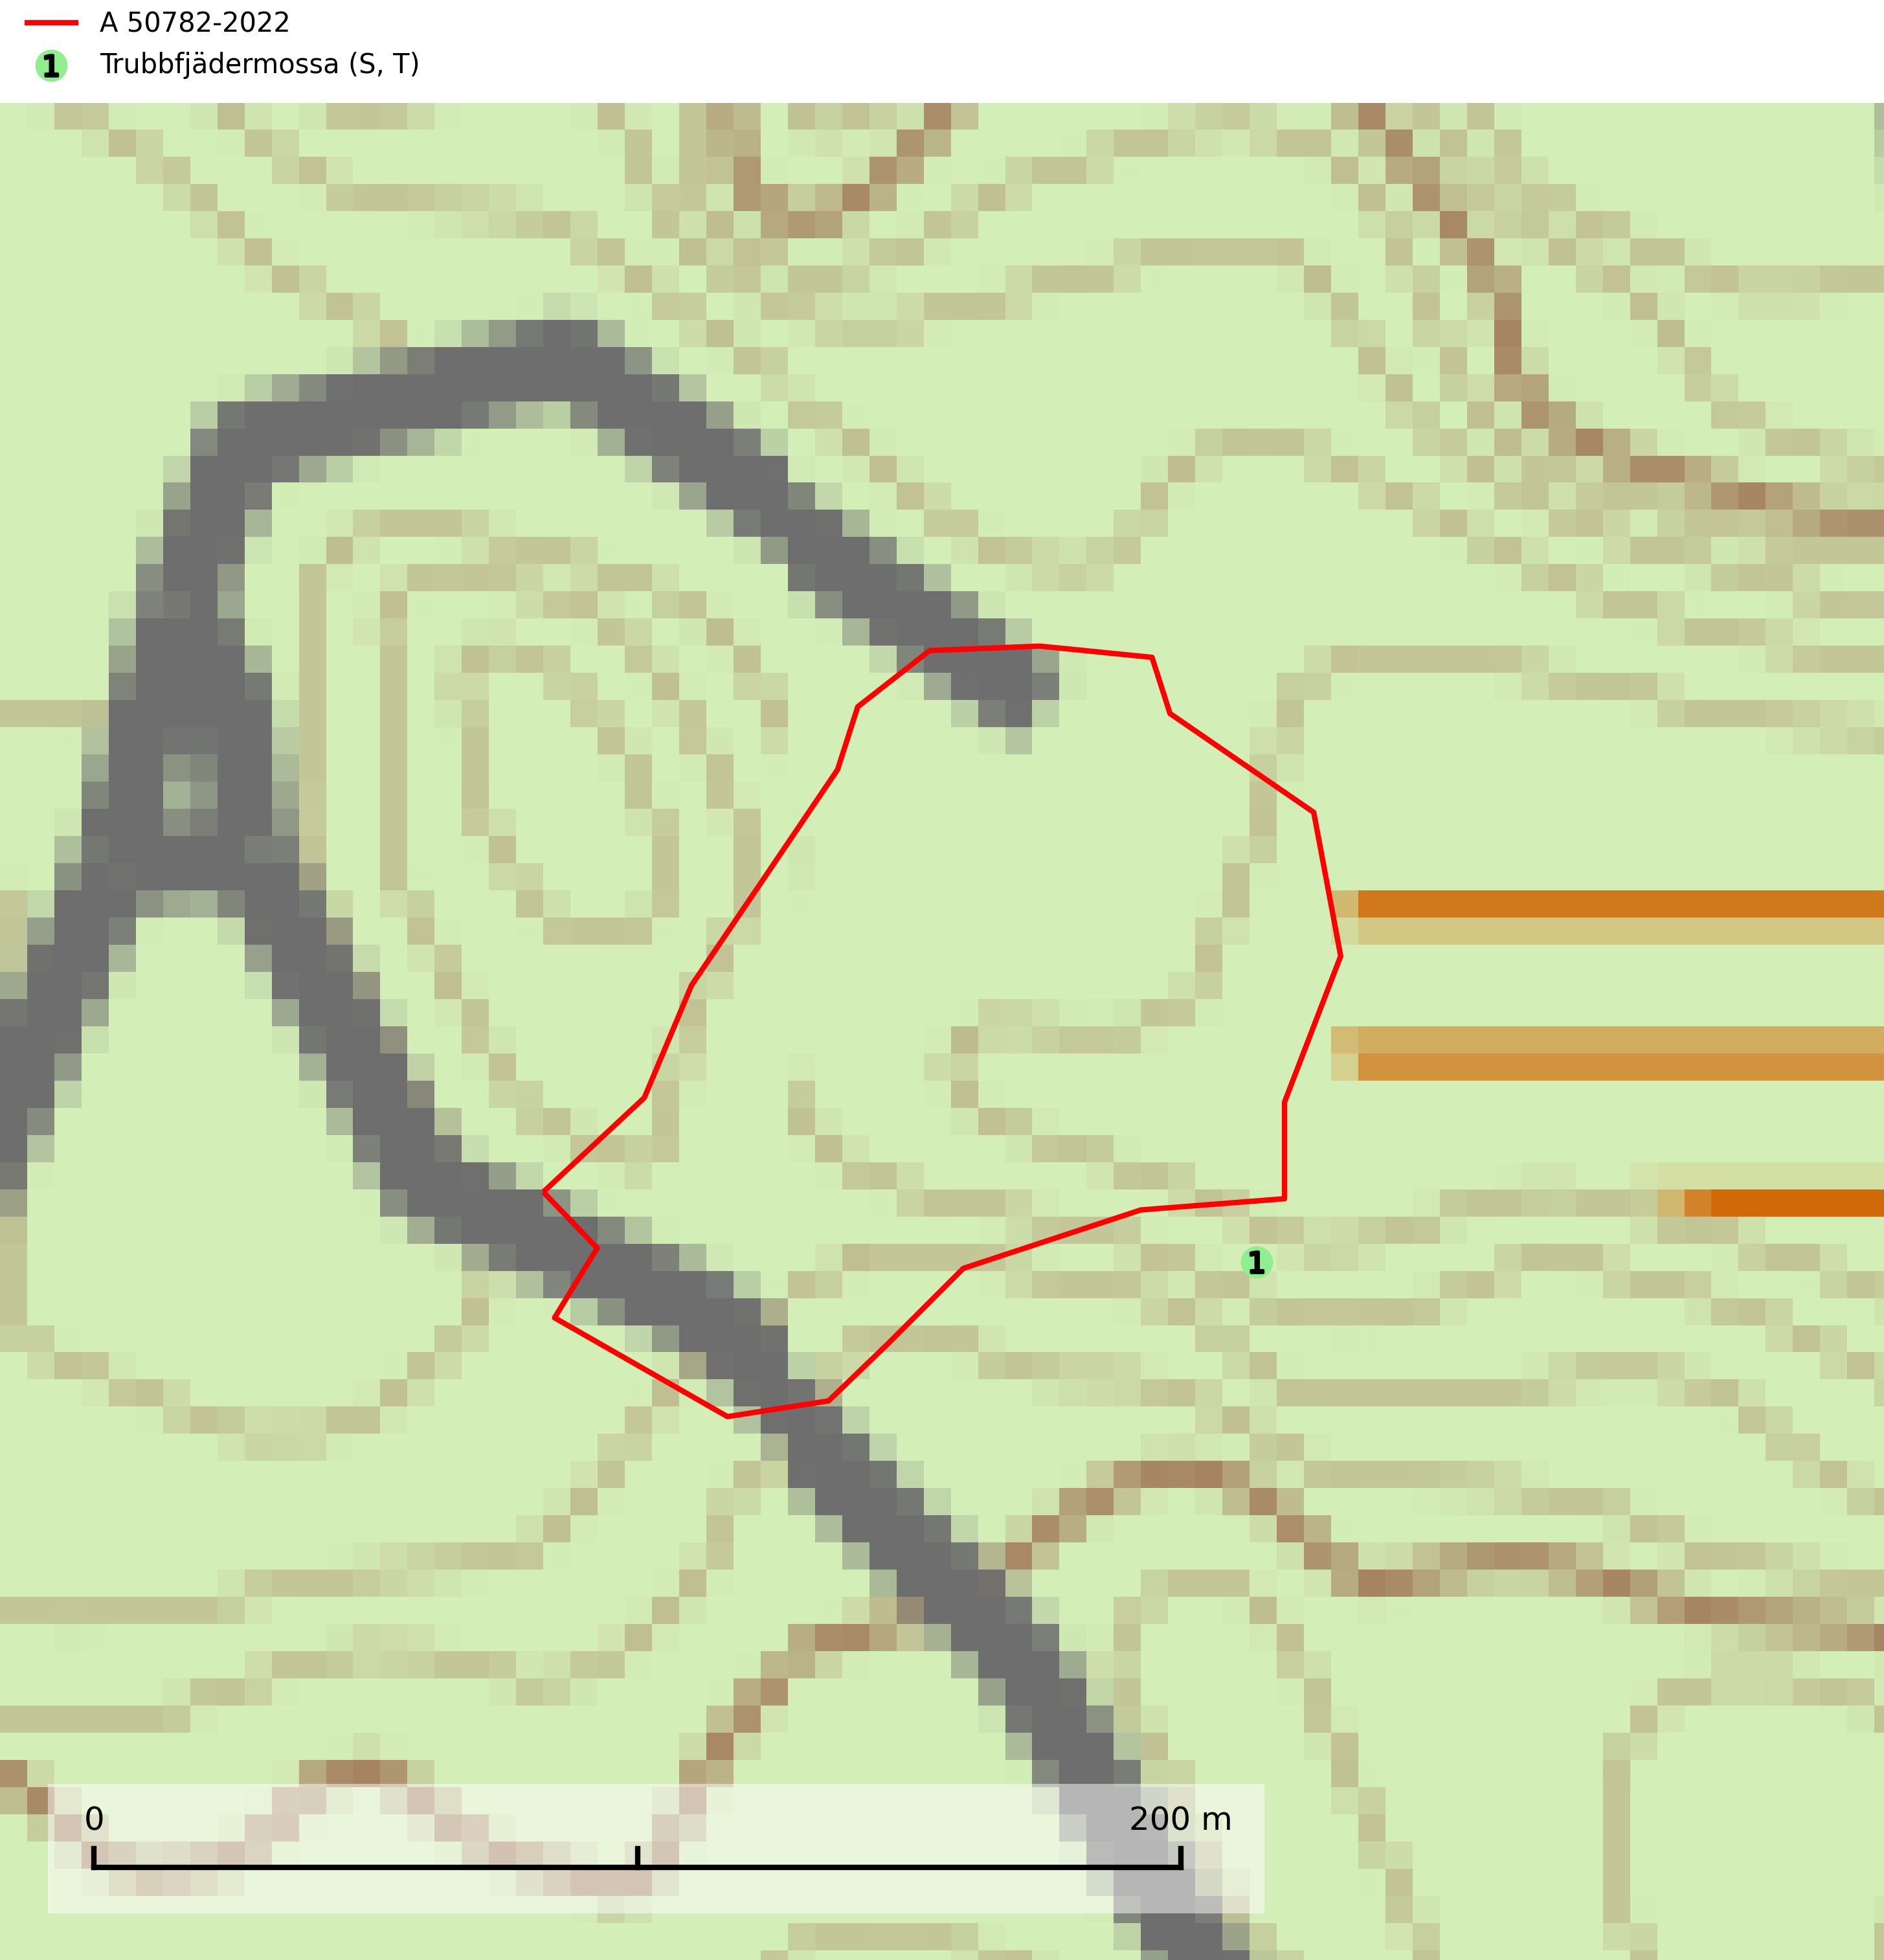 A 50782-2022
1 Trubbfjädermossa (S, T)
1
0 200 m